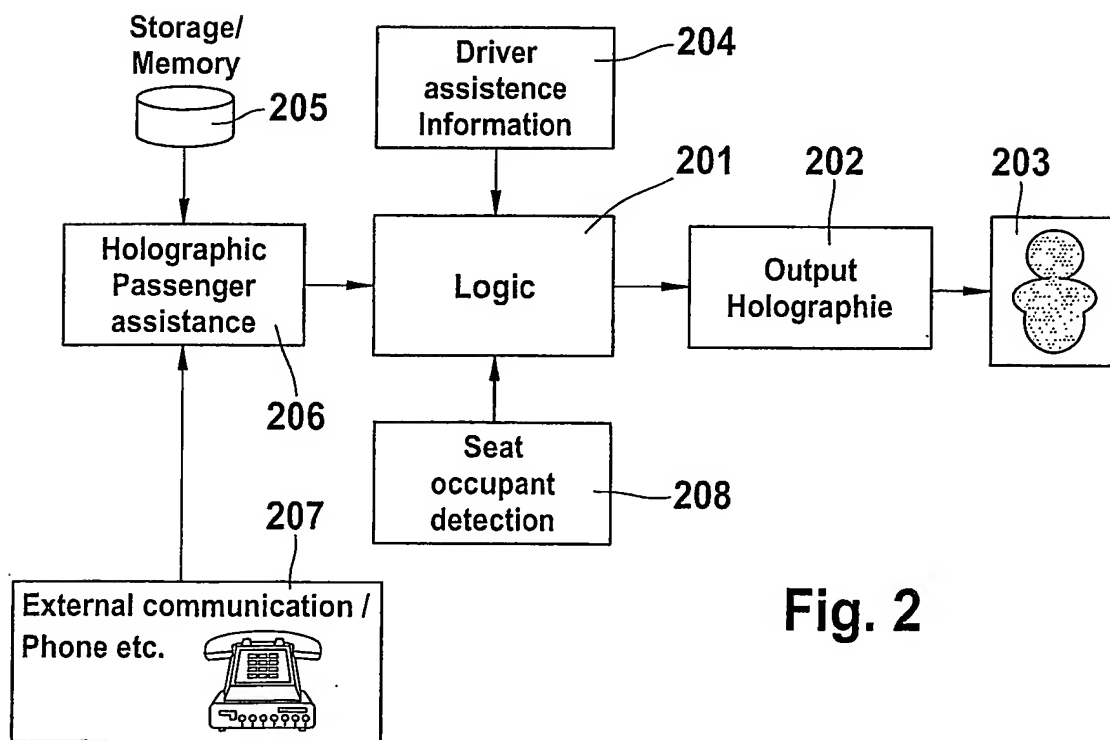 Storage/
Memory
205
Driver
assistence
Information
204
201
202
203
Holographic
Passenger
assistance
206
Logic
Output
Holographie
Seat
occupant
detection
208
207
External communication /
Phone etc.
Fig. 2